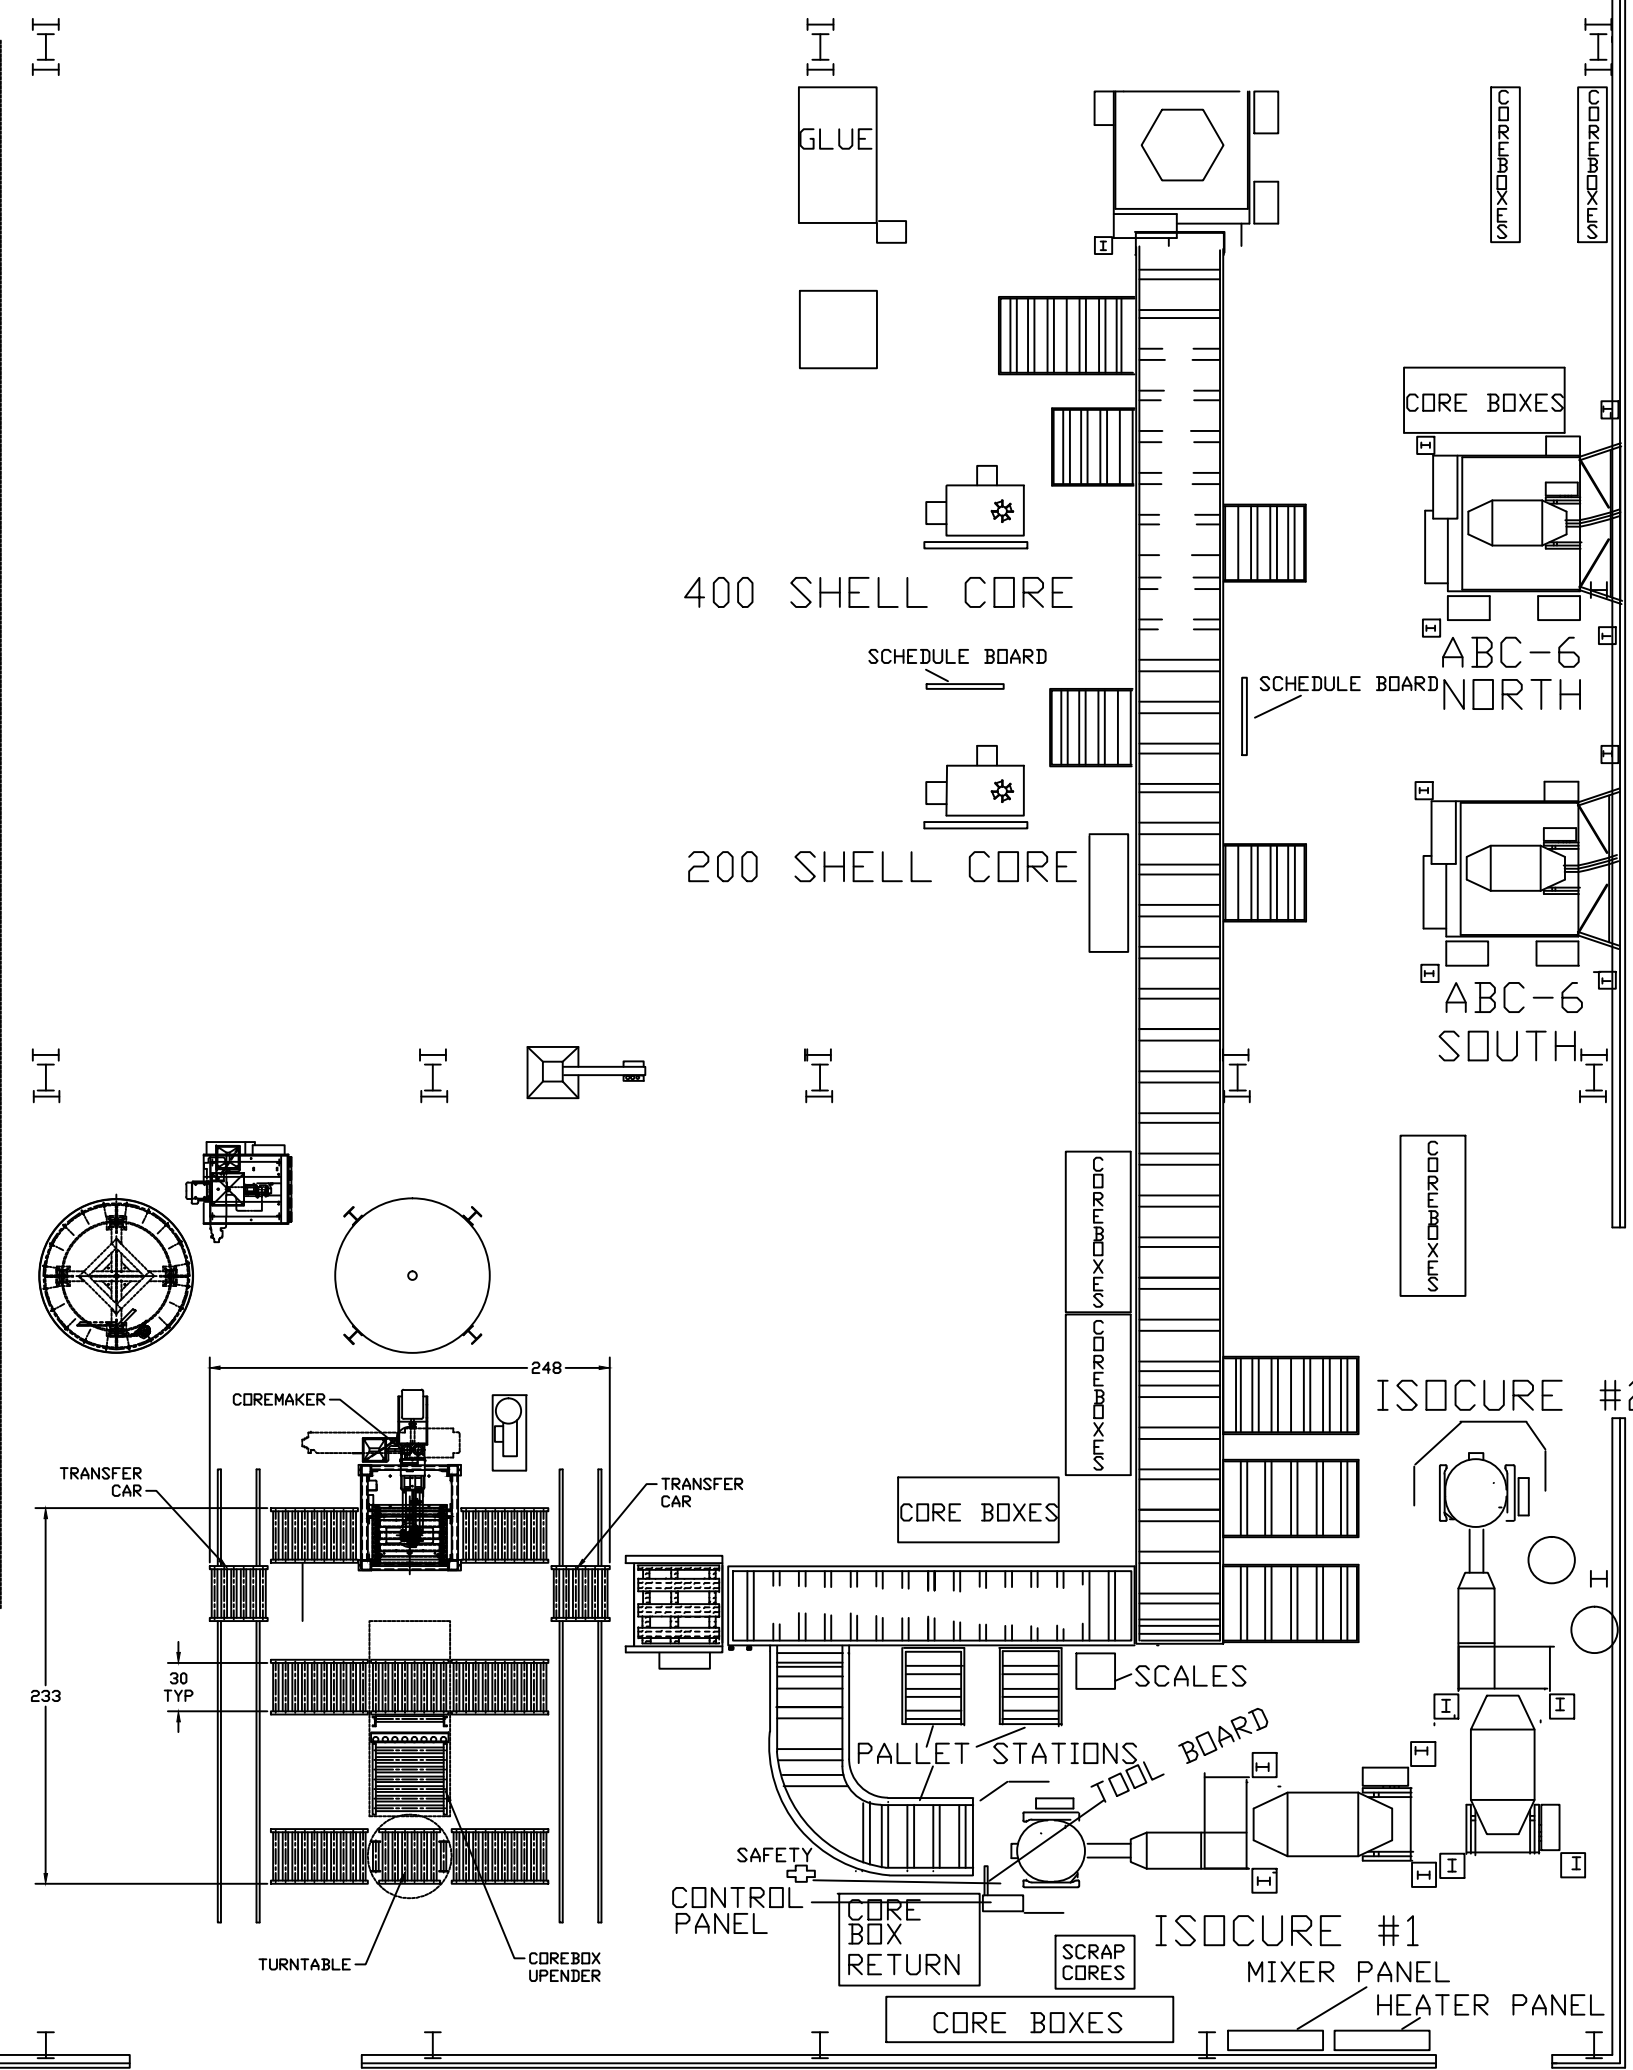 GLUE
COREBOXES
COREBOXES
CORE BOXES
400 SHELL CORE
SCHEDULE BOARD
SCHEDULE BOARD
ABC-6
NORTH
200 SHELL CORE
ABC-6
SOUTH
COREBOXES
COREBOXES
COREBOXES
248
COREMAKER
ISOCURE #2
TRANSFER
CAR
TRANSFER
CAR
CORE BOXES
30
TYP
233
SCALES
PALLET STATIONS
TOOL BOARD
SAFETY
CONTROL
PANEL
CORE
BOX
RETURN
ISOCURE #1
SCRAP
CORES
TURNTABLE
COREBOX
UPENDER
MIXER PANEL
HEATER PANEL
CORE BOXES